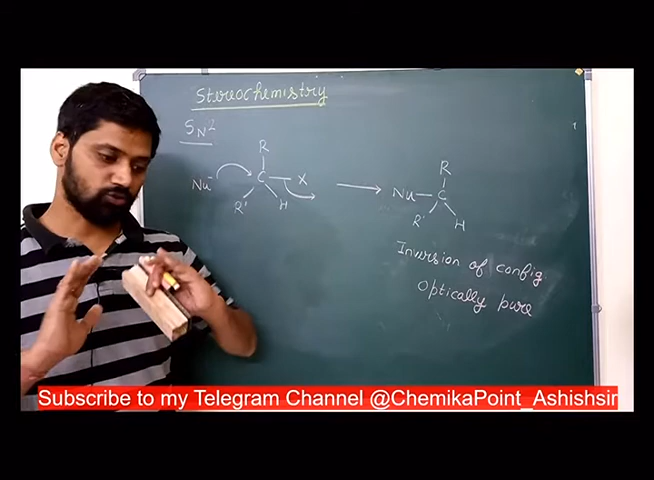 Stereochemistry
SN2
R
Nu⁻ C X
R' H
R
Nu C
R' H
Inversion of config.
Optically pure
Subscribe to my Telegram Channel @ChemikaPoint_Ashishsir